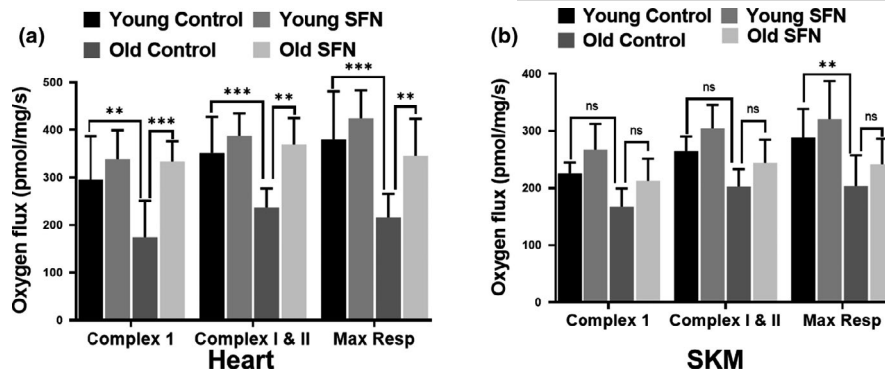 (a)
Young Control
Young SFN
Old Control
Old SFN
Oxygen flux (pmol/mg/s)
500
400
300
200
100
0
**
***
***
**
***
**
Complex 1
Complex I & II
Max Resp
Heart
(b)
Young Control
Young SFN
Old Control
Old SFN
Oxygen flux (pmol/mg/s)
400
300
200
100
0
ns
ns
ns
ns
**
ns
Complex 1
Complex I & II
Max Resp
SKM